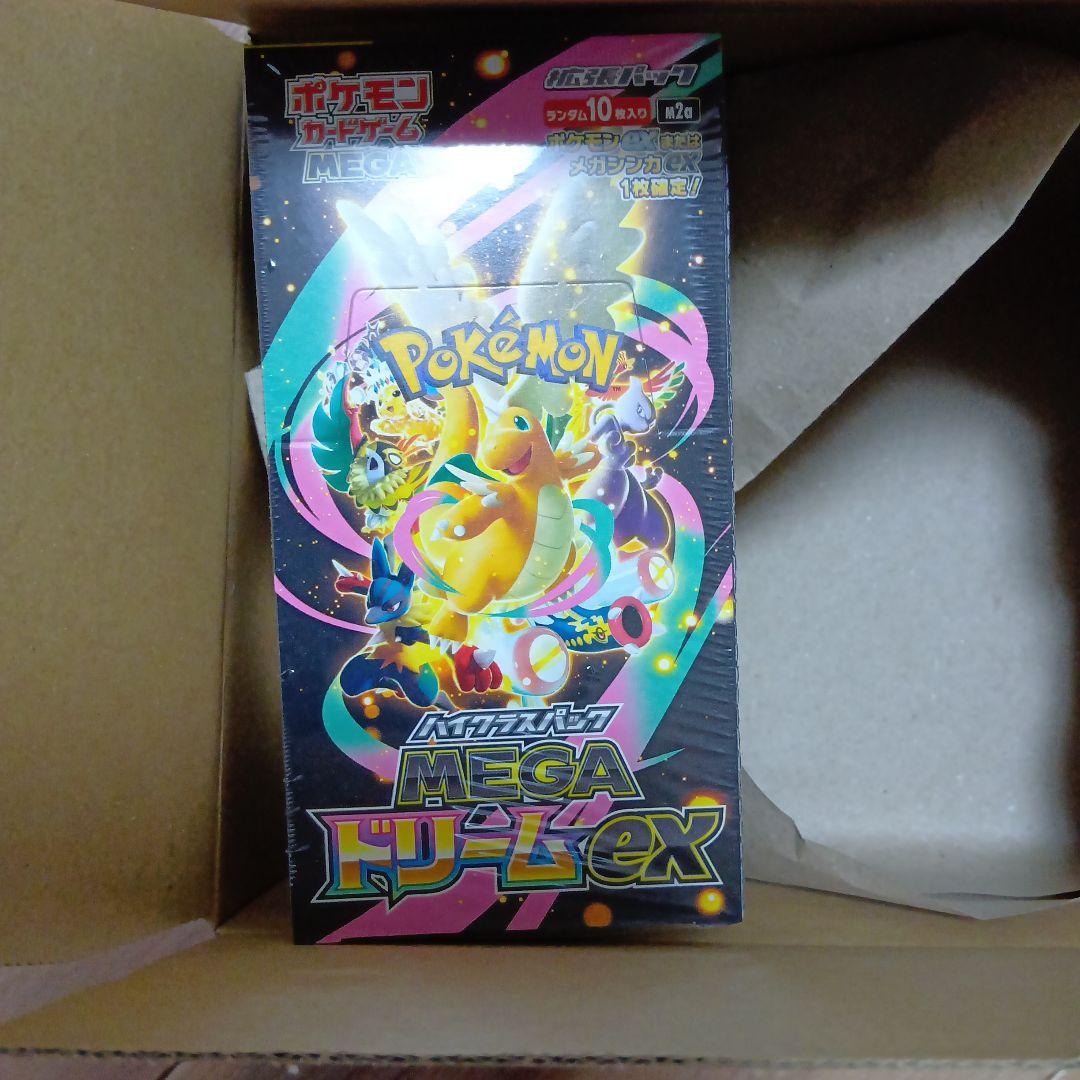 ポケモン
カードゲーム
MEGA
拡張パック
ランダム10枚入り M2a
ポケモンexまたは
メガシンカex
1枚確定!
POKÉMON
TM
ハイクラスパック
MEGA
ドリームex